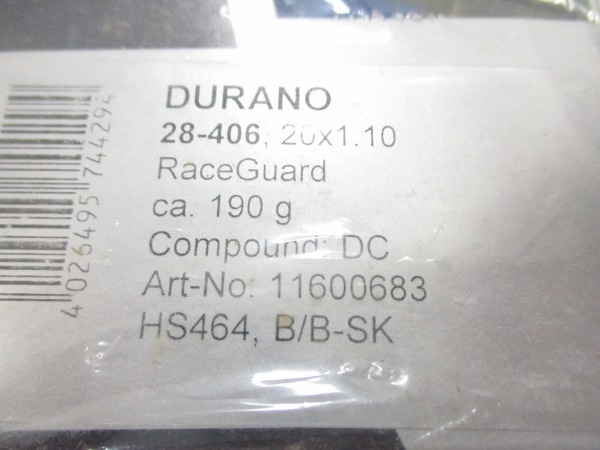 DURANO
28-406, 20x1.10
RaceGuard
ca. 190 g
Compound: DC
Art-No: 11600683
HS464, B/B-SK
4 026495 744294